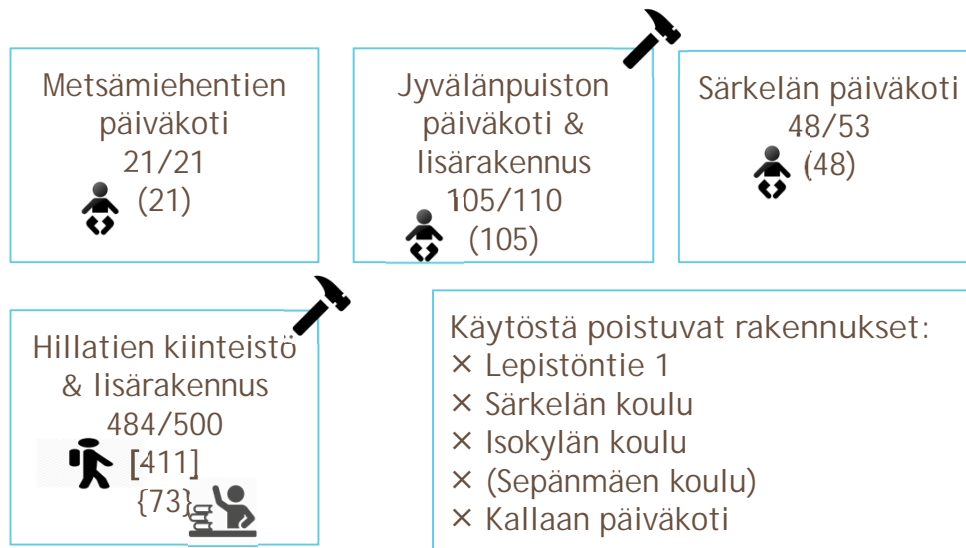 Metsämiehentien
päiväkoti
21/21
(21)
Jyvälänpuiston
päiväkoti &
lisärakennus
105/110
(105)
Särkelän päiväkoti
48/53
(48)
Hillatien kiinteistö
& lisärakennus
484/500
[411]
{73}
Käytöstä poistuvat rakennukset:
× Lepistöntie 1
× Särkelän koulu
× Isokylän koulu
× (Sepänmäen koulu)
× Kallaan päiväkoti